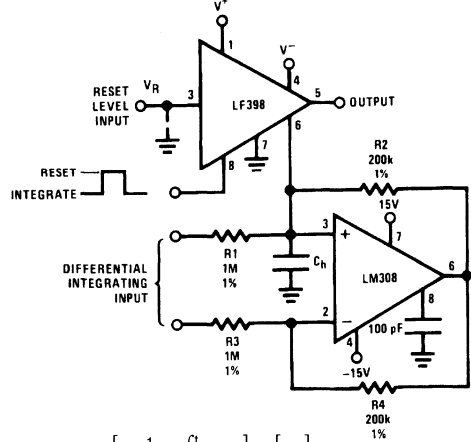 V+
1
V−
4
RESET
LEVEL
INPUT
VR
3
LF398
5
OUTPUT
6
7
8
RESET
INTEGRATE
R2
200k
1%
15V
7
DIFFERENTIAL
INTEGRATING
INPUT
R1
1M
1%
Ch
3
+
LM308
6
8
2
−
4
−15V
100 pF
R3
1M
1%
R4
200k
1%